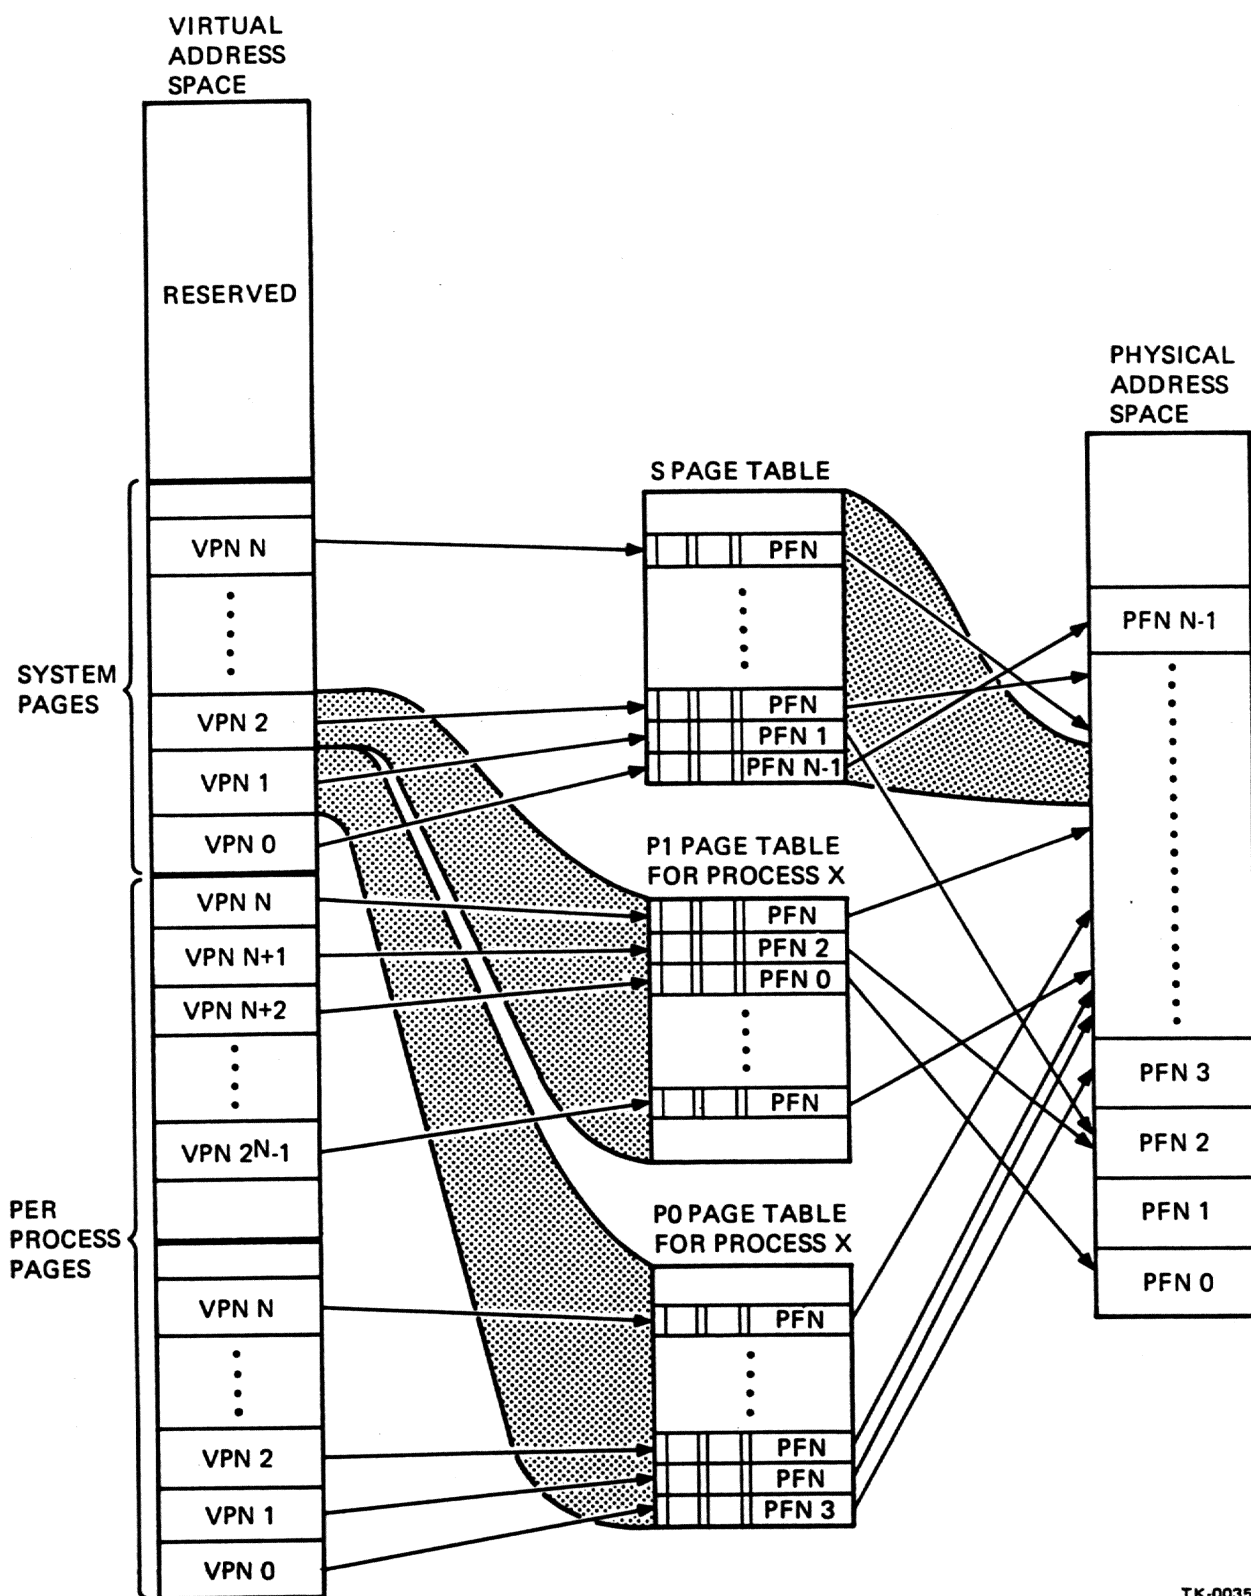 VIRTUAL
ADDRESS
SPACE
RESERVED
SYSTEM
PAGES
VPN N
VPN 2
VPN 1
VPN 0
PER
PROCESS
PAGES
VPN N
VPN N+1
VPN N+2
VPN 2N-1
VPN N
VPN 2
VPN 1
VPN 0
S PAGE TABLE
PFN
PFN
PFN 1
PFN N-1
P1 PAGE TABLE
FOR PROCESS X
PFN
PFN 2
PFN 0
PFN
P0 PAGE TABLE
FOR PROCESS X
PFN
PFN
PFN
PFN 3
PHYSICAL
ADDRESS
SPACE
PFN N-1
PFN 3
PFN 2
PFN 1
PFN 0
TK-0035